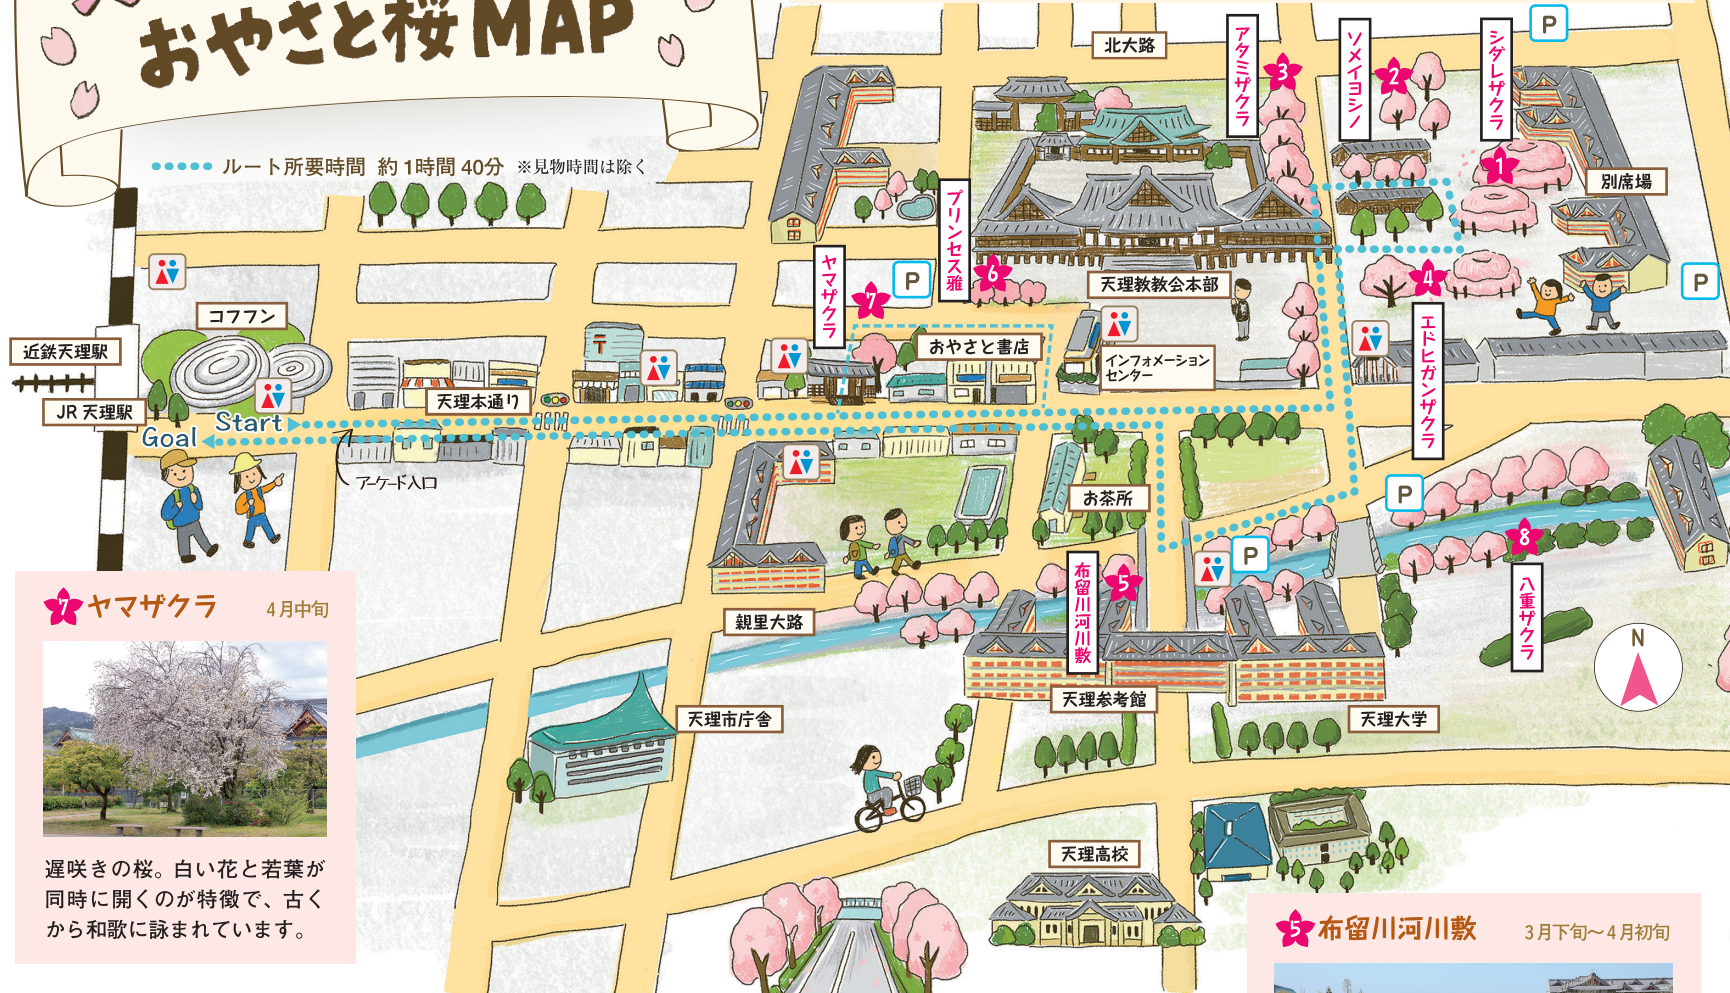 おやさと桜 MAP
ルート所要時間 約1時間40分 ※見物時間は除く
北大路
アタミザクラ
3
ソメイヨシノ
2
シダレザクラ
1
P
別席場
プリンセス雅
6
ヤマザクラ
7
P
天理教教会本部
P
4
エドヒガンザクラ
コフフン
〒
近鉄天理駅
JR 天理駅
おやさと書店
インフォメーション
センター
天理本通り
Start
Goal
アーケード入口
お茶所
P
P
布留川河川敷
5
8
八重ザクラ
親里大路
N
天理参考館
天理市庁舎
天理大学
天理高校
7 ヤマザクラ 4月中旬
遅咲きの桜。白い花と若葉が
同時に開くのが特徴で、古く
から和歌に詠まれています。
5 布留川河川敷 3月下旬〜4月初旬